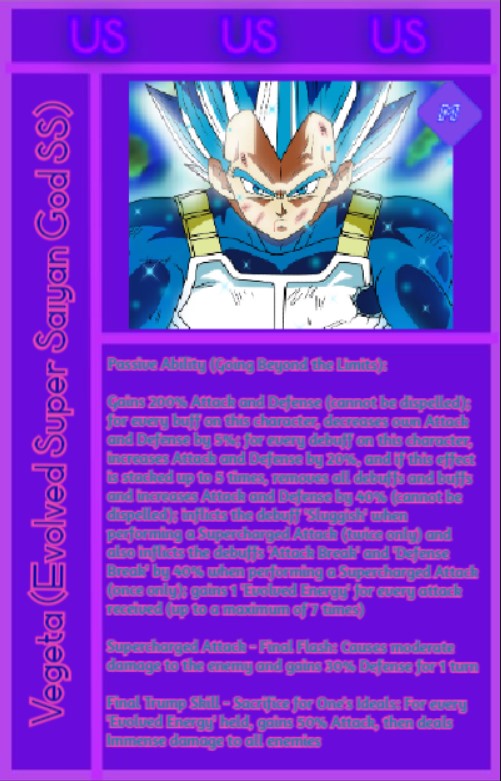 US US US
Vegeta (Evolved Super Saiyan God SS)
Passive Ability (Going Beyond the Limits):
Gains 200% Attack and Defense (cannot be dispelled);
for every buff on this character, decreases own Attack
and Defense by 5%; for every debuff on this character,
increases Attack and Defense by 20%, and if this effect
is stacked up to 5 times, removes all debuffs and buffs
and increases Attack and Defense by 40% (cannot be
dispelled); inflicts the debuff 'Sluggish' when
performing a Supercharged Attack (twice only) and
also inflicts the debuffs 'Attack Break' and 'Defense
Break' by 40% when performing a Supercharged Attack
(once only); gains 1 'Evolved Energy' for every attack
received (up to a maximum of 7 times)
Supercharged Attack - Final Flash: Causes moderate
damage to the enemy and gains 30% Defense for 1 turn
Final Trump Skill - Sacrifice for One's Ideals: For every
'Evolved Energy' held, gains 50% Attack, then deals
immense damage to all enemies